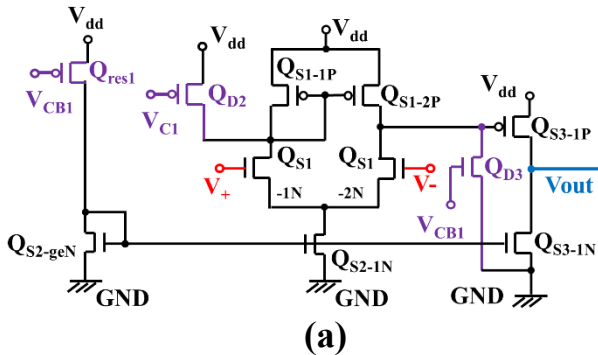 Vdd
Vdd
Vdd
Vdd
Qres1
VCB1
QD2
VC1
QS1-1P
QS1-2P
QS3-1P
QS1
-1N
QS1
-2N
V+
V-
QD3
VCB1
Vout
QS2-geN
QS2-1N
QS3-1N
GND
GND
GND
(a)